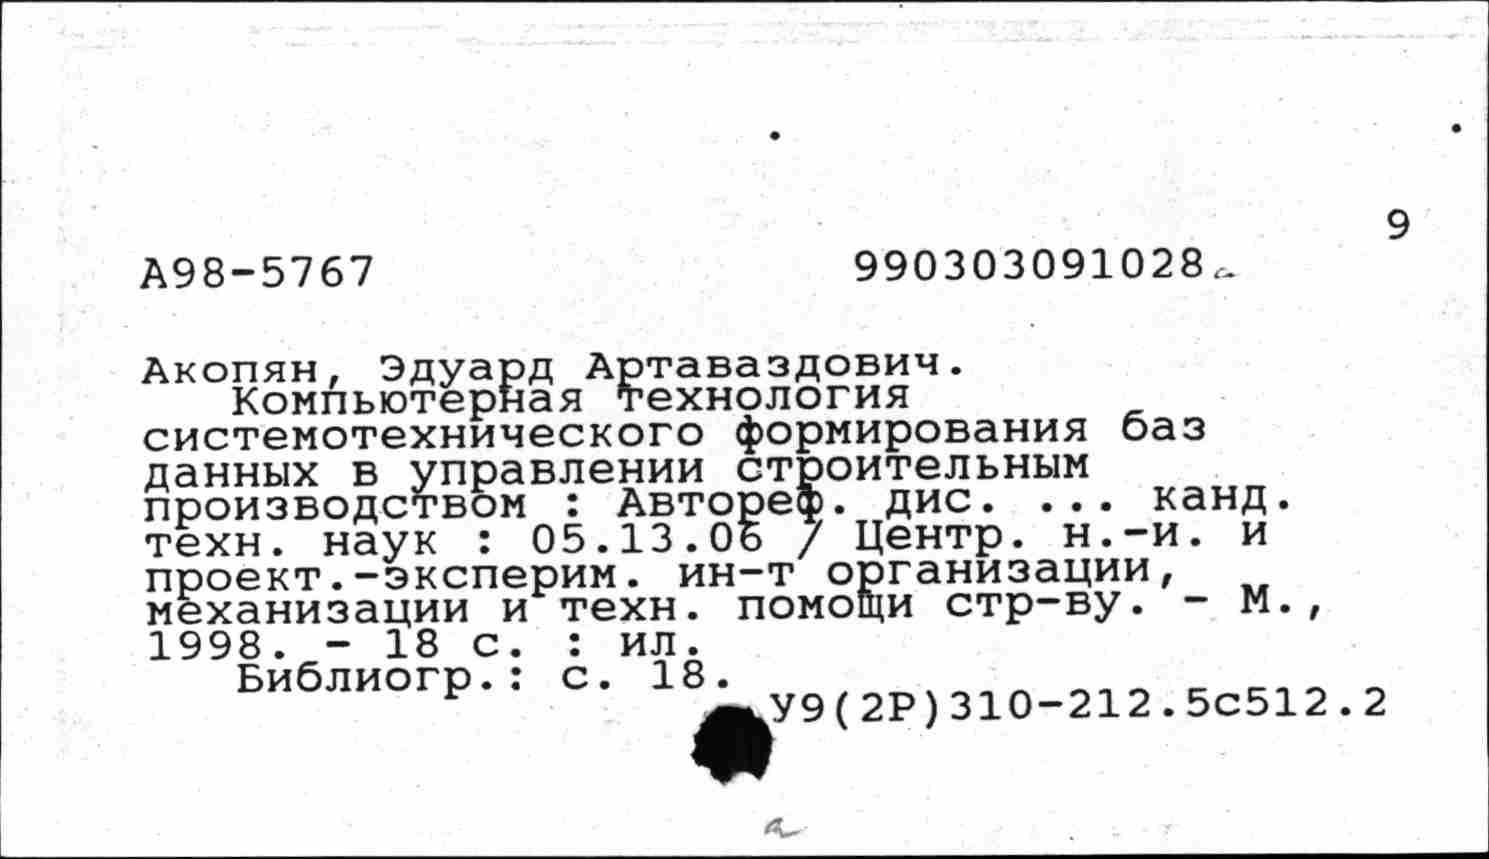 9
А98-5767 990303091028
Акопян, Эдуард Артаваздович.
Компьютерная технология
системотехнического формирования баз
данных в управлении строительным
производством : Автореф. дис. ... канд.
техн. наук : 05.13.06 / Центр. н.-и. и
проект.-эксперим. ин-т организации,
механизации и техн. помощи стр-ву. - М.,
1998. - 18 с. : ил.
Библиогр.: с. 18.
У9(2Р)310-212.5с512.2